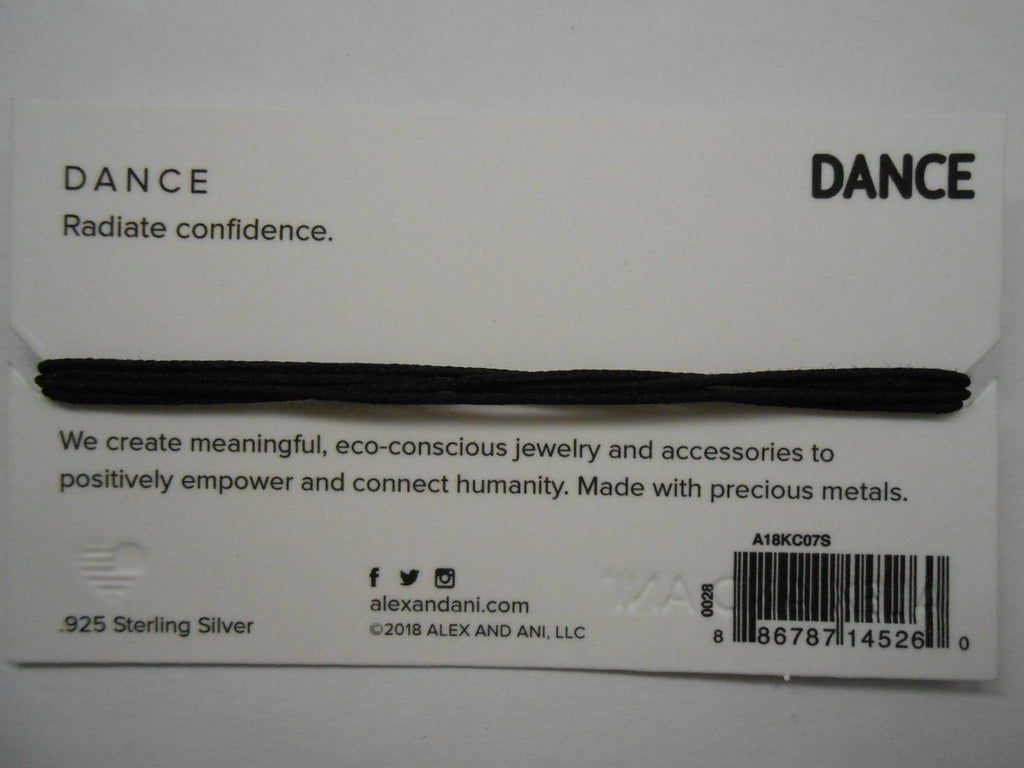 DANCE
DANCE
Radiate confidence.
We create meaningful, eco-conscious jewelry and accessories to
positively empower and connect humanity. Made with precious metals.
A18KC07S
0028
8 86787 14526 0
alexandani.com
©2018 ALEX AND ANI, LLC
.925 Sterling Silver